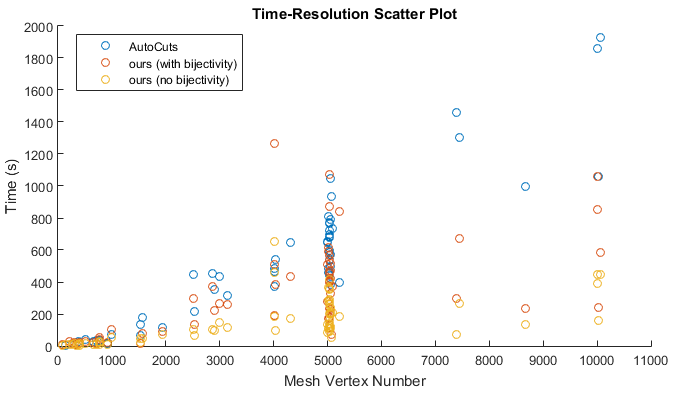 Time-Resolution Scatter Plot
AutoCuts
ours (with bijectivity)
ours (no bijectivity)
Time (s)
2000
1800
1600
1400
1200
1000
800
600
400
200
0
0 1000 2000 3000 4000 5000 6000 7000 8000 9000 10000 11000
Mesh Vertex Number